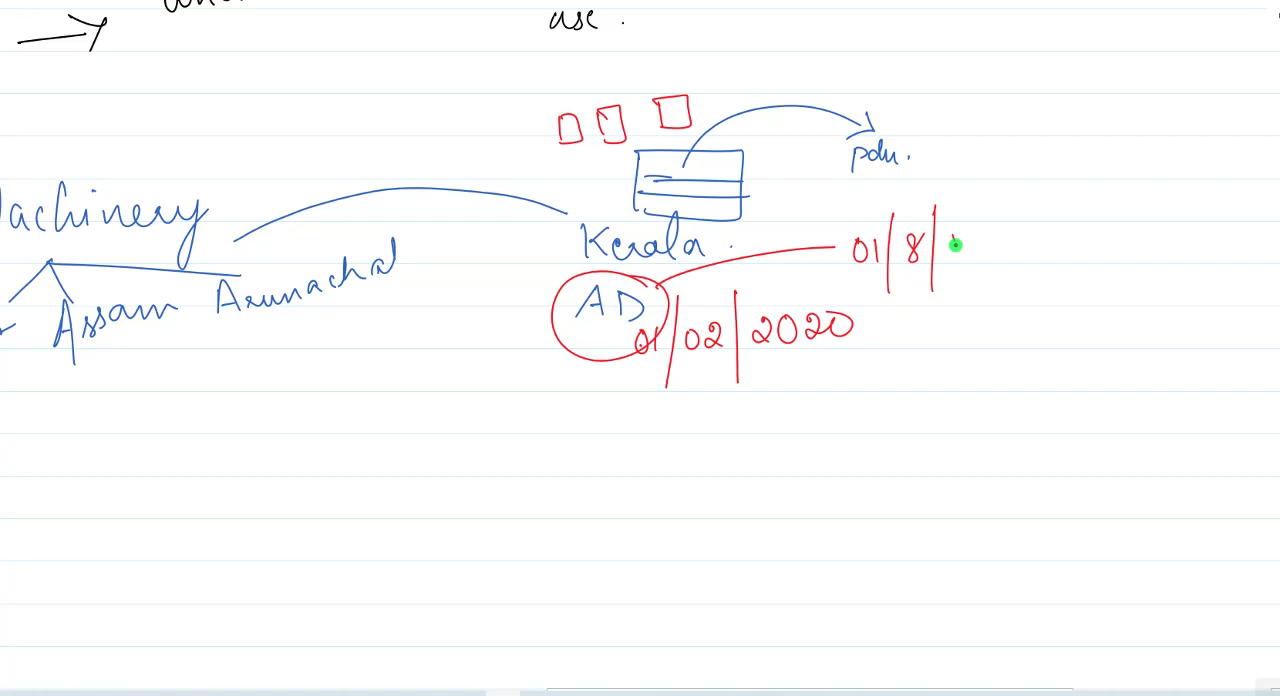 use .
pdn.
achinery
Kerala .
01/8/
Assam Arunachal
AD
01/02/2020